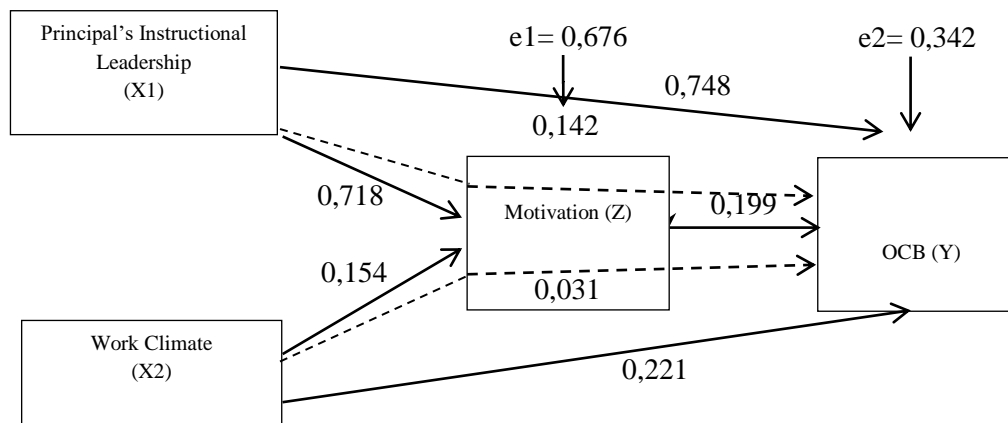 Principal's Instructional
Leadership
(X1)
e1= 0,676
e2= 0,342
0,748
0,142
0,718
Motivation (Z)
0,199
OCB (Y)
0,154
0,031
Work Climate
(X2)
0,221